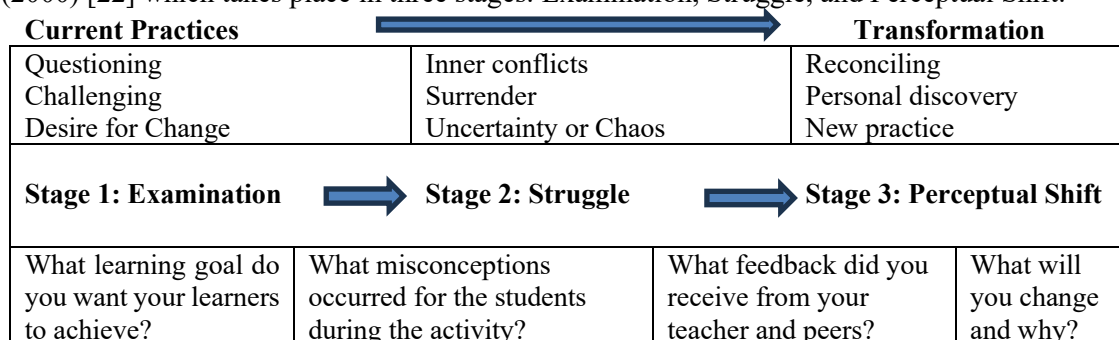 (2000) [22] which takes place in three stages: Examination, Struggle, and Perceptual Shift.
Current Practices Transformation
Questioning Inner conflicts Reconciling
Challenging Surrender Personal discovery
Desire for Change Uncertainty or Chaos New practice
Stage 1: Examination Stage 2: Struggle Stage 3: Perceptual Shift
What learning goal do What misconceptions What feedback did you What will
you want your learners occurred for the students receive from your you change
to achieve? during the activity? teacher and peers? and why?